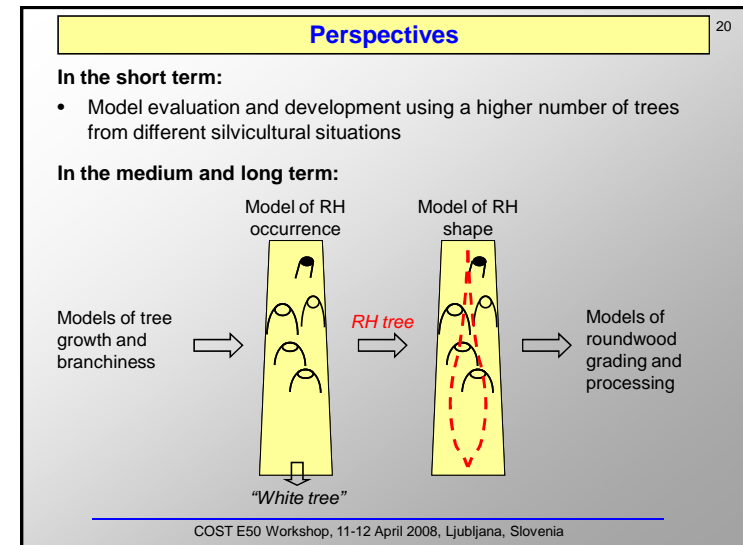 Perspectives
20
In the short term:
• Model evaluation and development using a higher number of trees
from different silvicultural situations
In the medium and long term:
Model of RH
occurrence
Model of RH
shape
Models of tree
growth and
branchiness
RH tree
Models of
roundwood
grading and
processing
“White tree”
COST E50 Workshop, 11-12 April 2008, Ljubljana, Slovenia